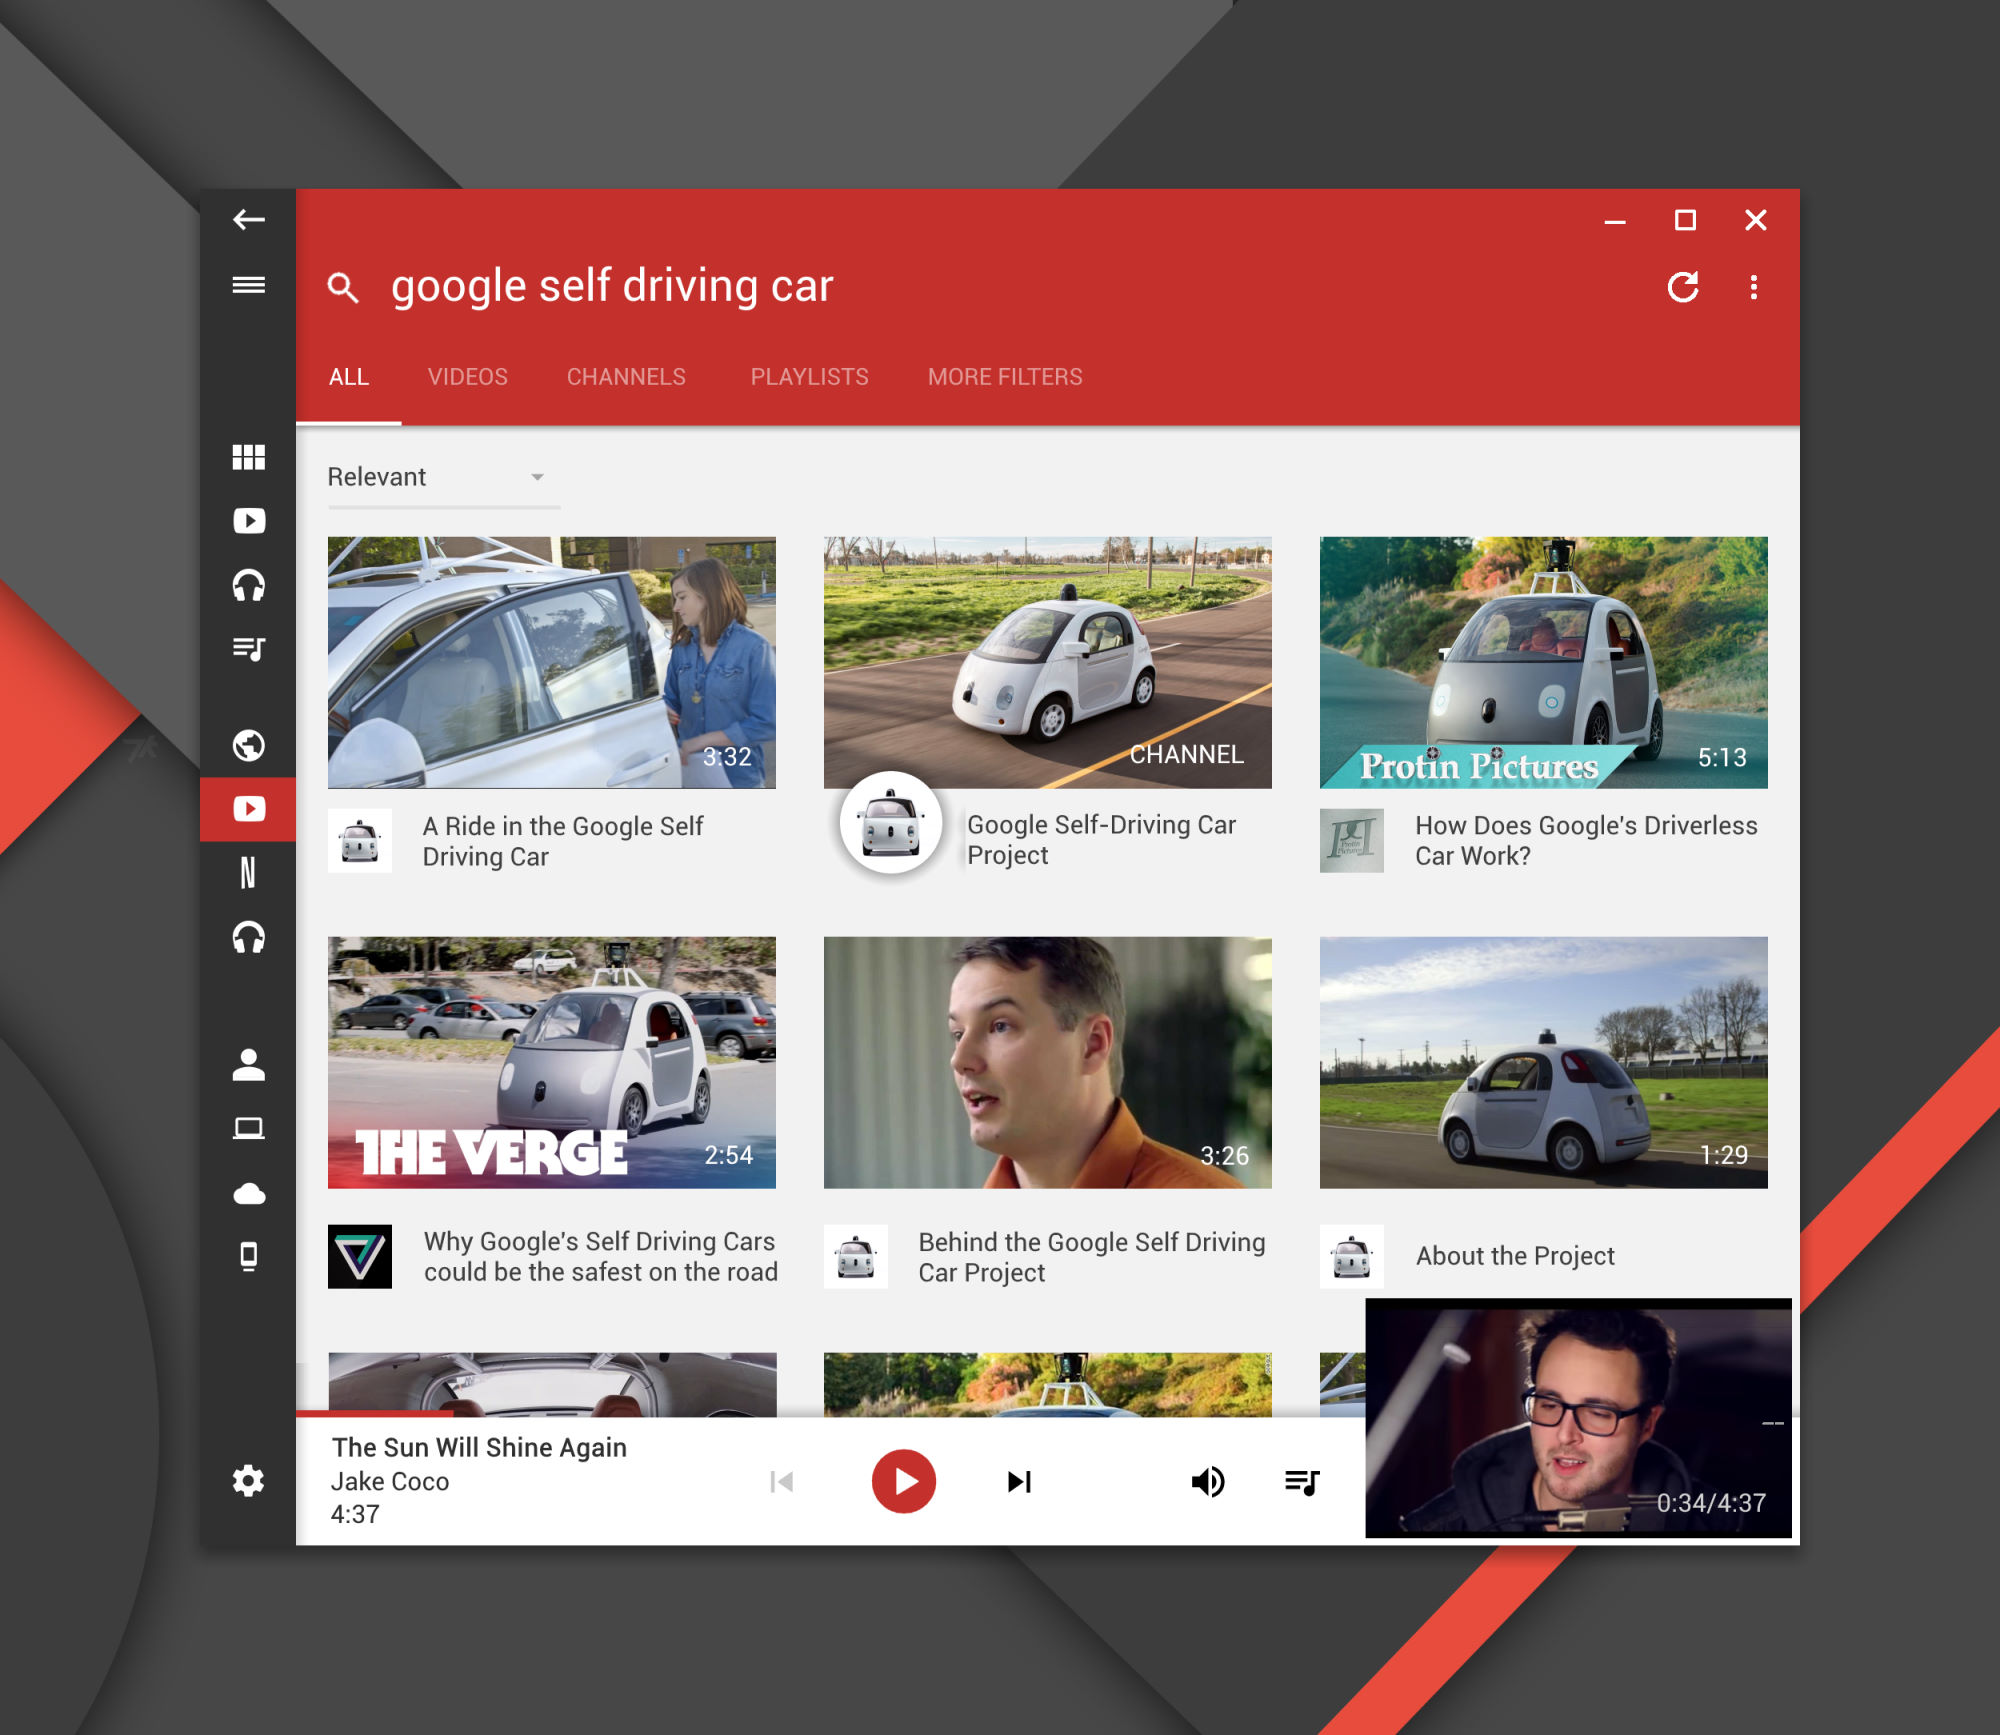 google self driving car
ALL VIDEOS CHANNELS PLAYLISTS MORE FILTERS
Relevant
3:32
CHANNEL
Protin Pictures
5:13
A Ride in the Google Self
Driving Car
Google Self-Driving Car
Project
Protin
Pictures
How Does Google's Driverless
Car Work?
THE VERGE
2:54
3:26
1:29
Why Google's Self Driving Cars
could be the safest on the road
Behind the Google Self Driving
Car Project
About the Project
The Sun Will Shine Again
Jake Coco
4:37
0:34/4:37